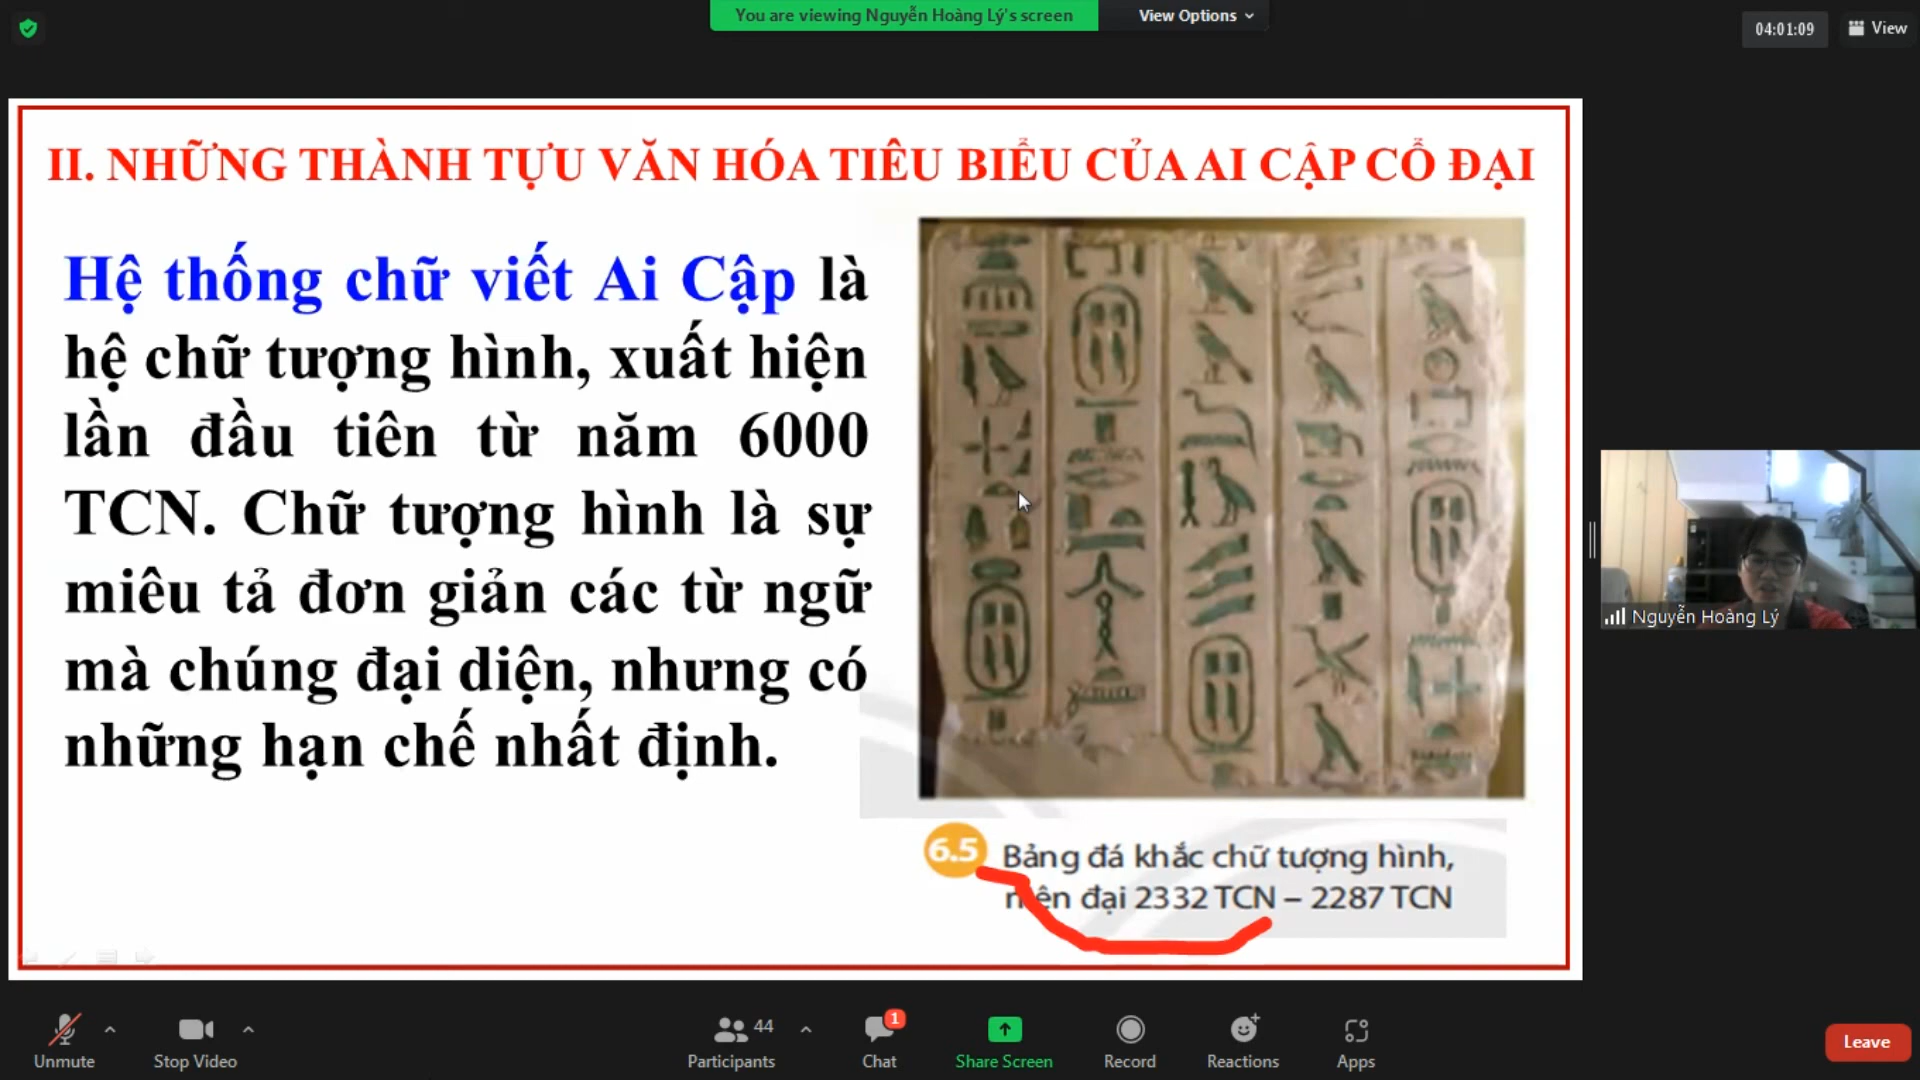 You are viewing Nguyễn Hoàng Lý's screen
View Options
04:01:09
View
II. NHỮNG THÀNH TỰU VĂN HÓA TIÊU BIỂU CỦA AI CẬP CỔ ĐẠI
Hệ thống chữ viết Ai Cập là
hệ chữ tượng hình, xuất hiện
lần đầu tiên từ năm 6000
TCN. Chữ tượng hình là sự
miêu tả đơn giản các từ ngữ
mà chúng đại diện, nhưng có
những hạn chế nhất định.
6.5 Bảng đá khắc chữ tượng hình,
niên đại 2332 TCN – 2287 TCN
Nguyễn Hoàng Lý
Unmute
Stop Video
44
Participants
1
Chat
Share Screen
Record
Reactions
Apps
Leave